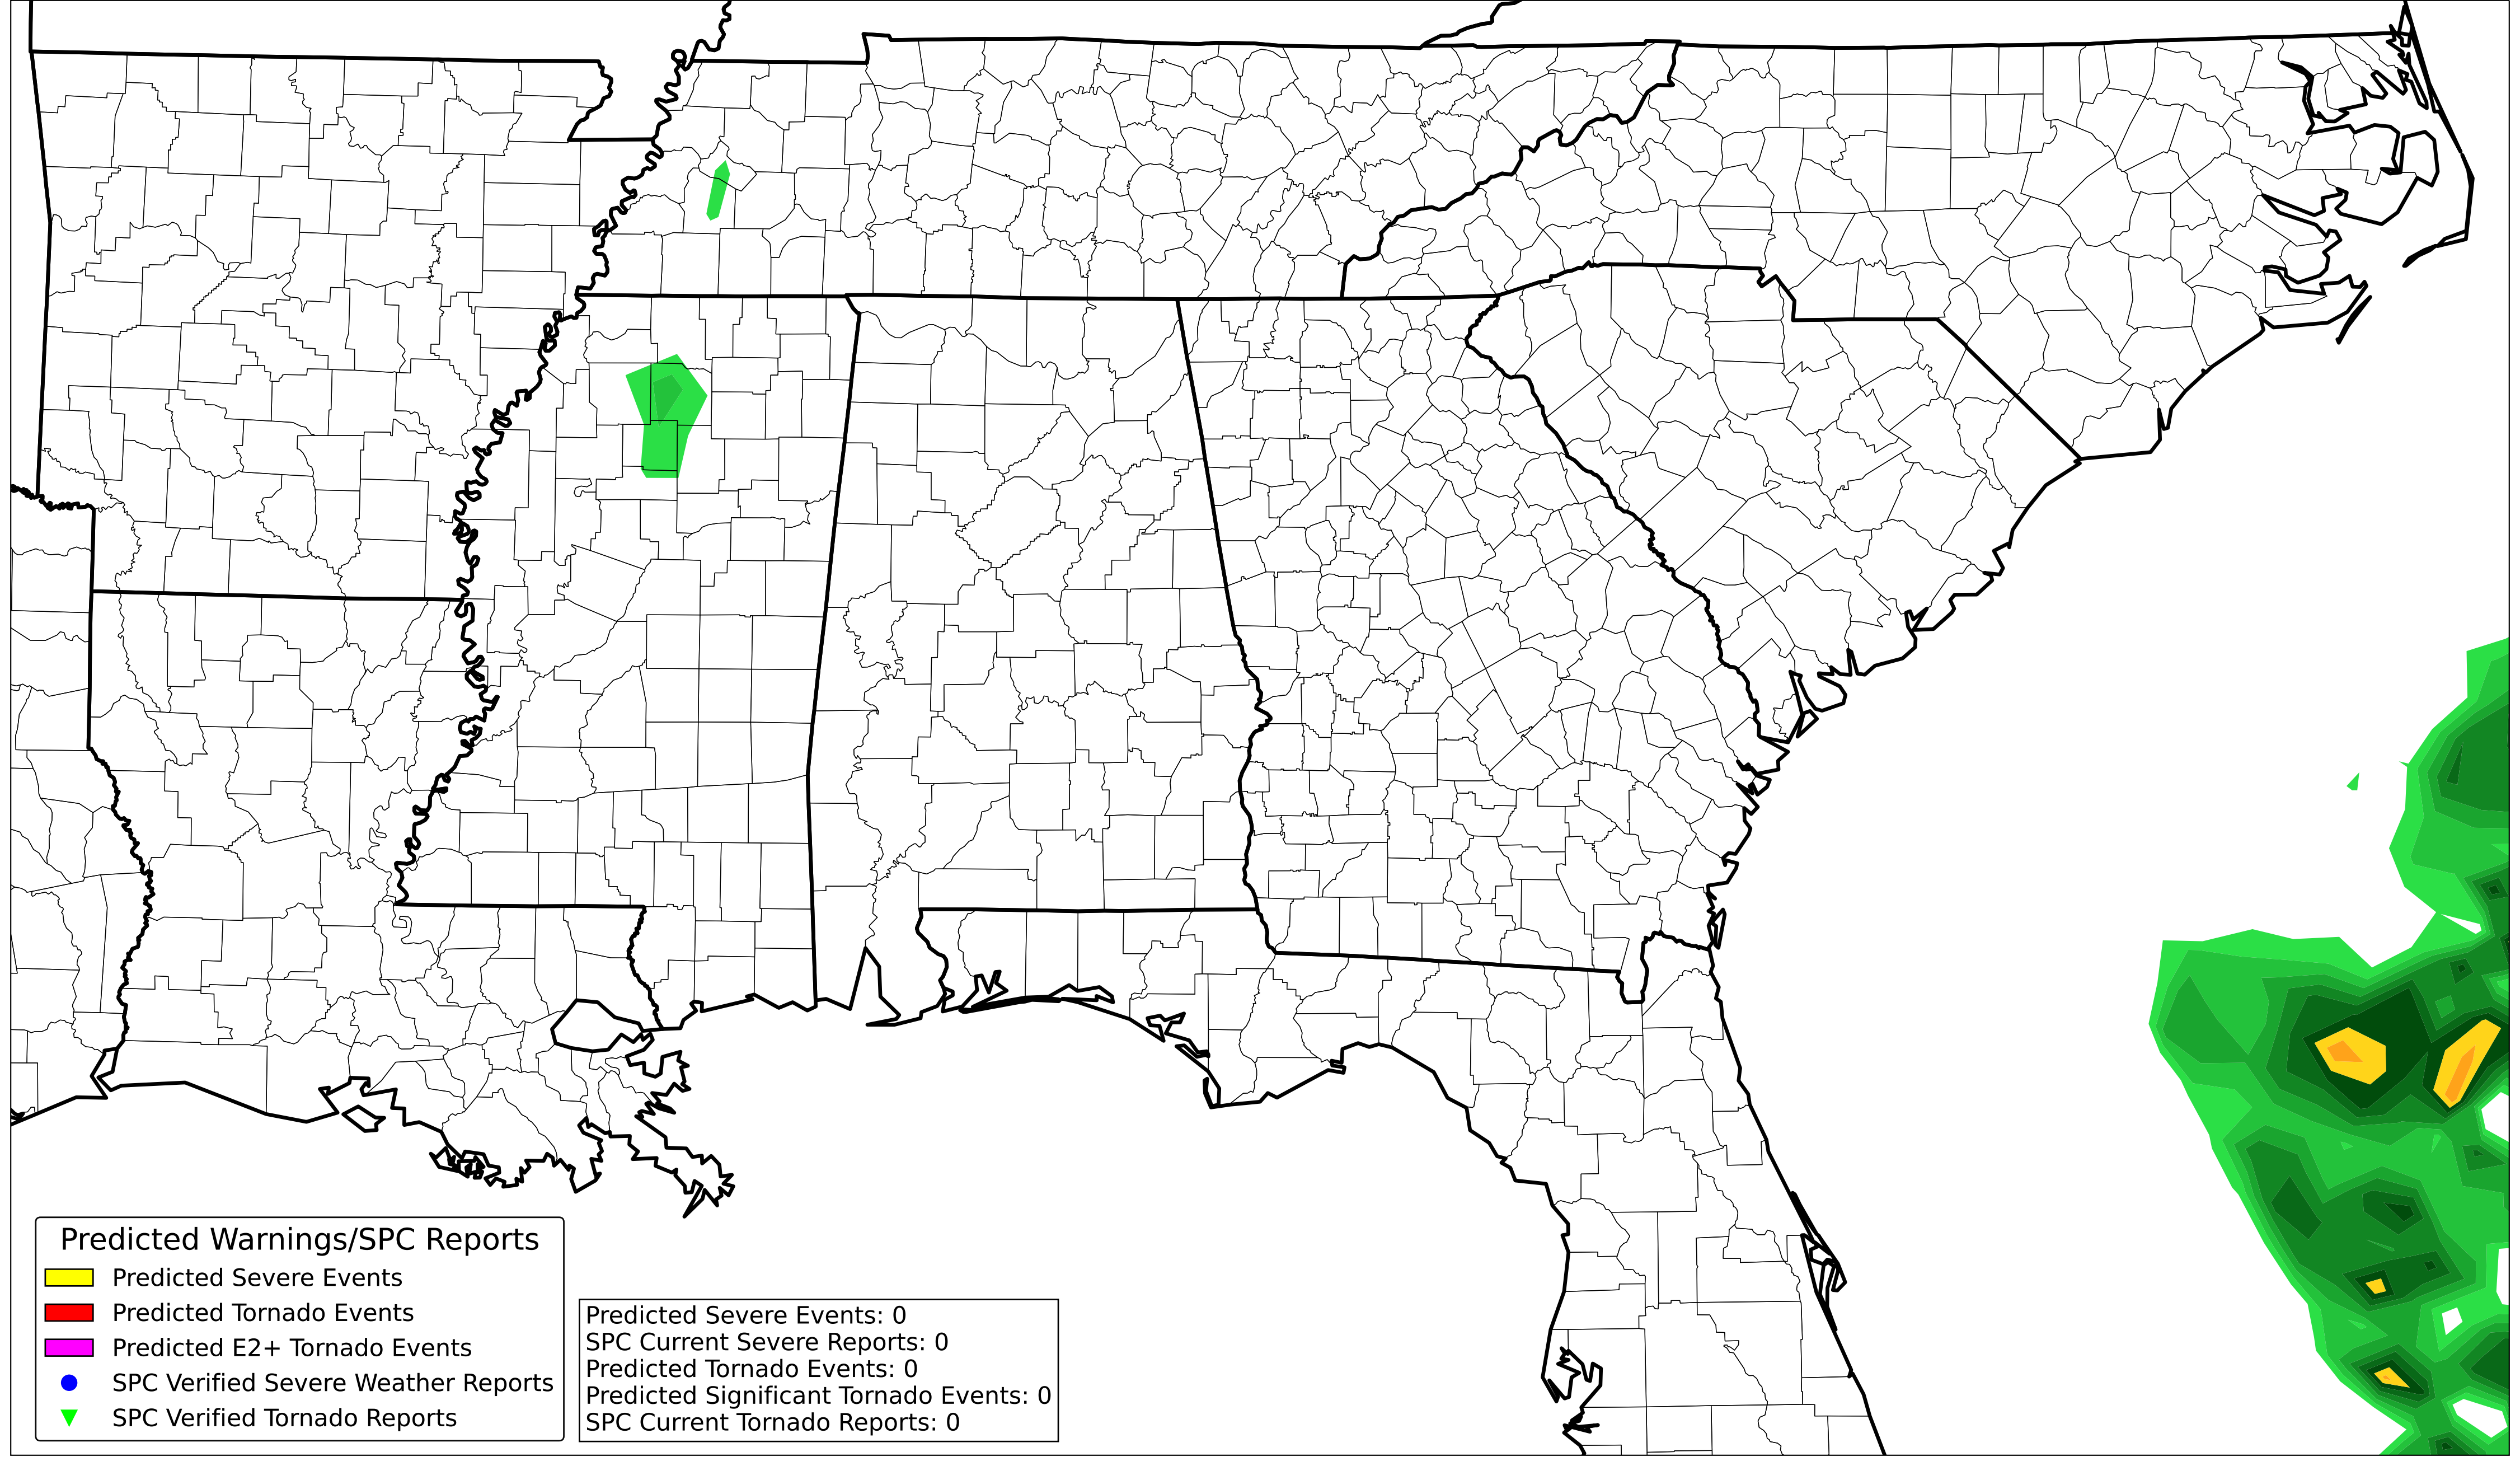 Predicted Warnings/SPC Reports
Predicted Severe Events
Predicted Tornado Events
Predicted E2+ Tornado Events
SPC Verified Severe Weather Reports
SPC Verified Tornado Reports
Predicted Severe Events: 0
SPC Current Severe Reports: 0
Predicted Tornado Events: 0
Predicted Significant Tornado Events: 0
SPC Current Tornado Reports: 0